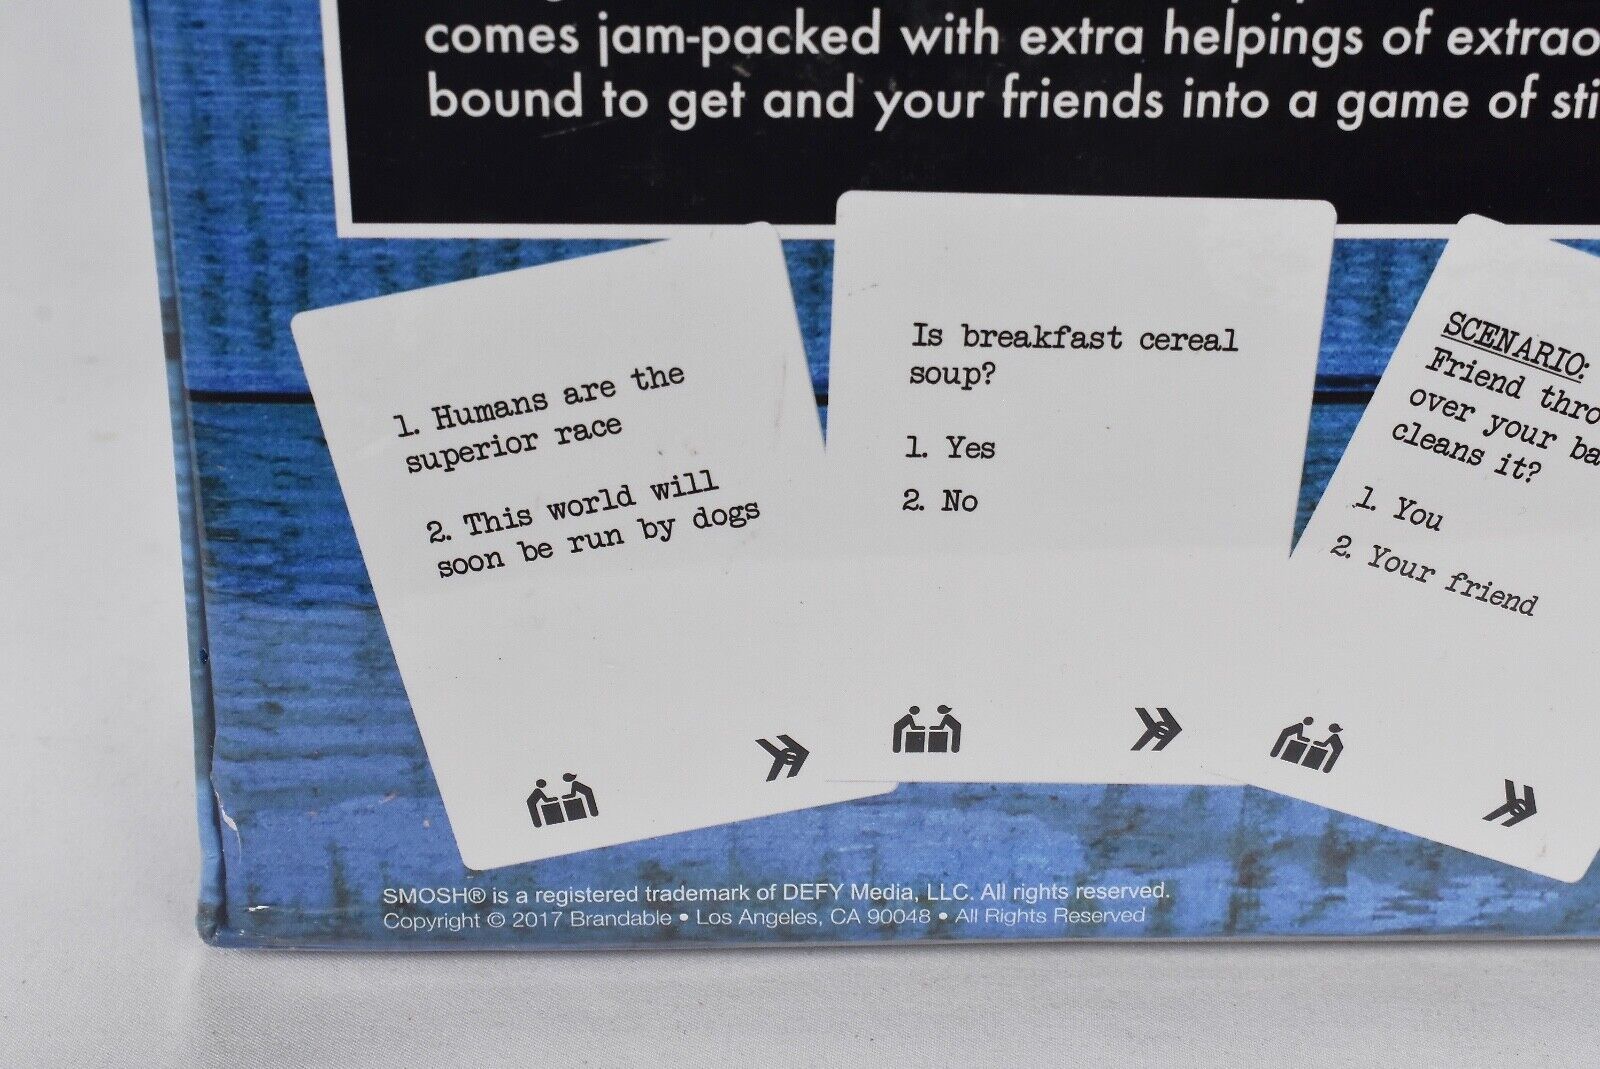 comes jam-packed with extra helpings of
bound to get and your friends into a game of
1. Humans are the
superior race
2. This world will
soon be run by dogs
Is breakfast cereal
soup?
1. Yes
2. No
SCENARIO:
Friend
over your
cleans it?
1. You
2. Your friend
SMOSH® is a registered trademark of DEFY Media, LLC. All rights reserved.
Copyright © 2017 Brandable • Los Angeles, CA 90048 • All Rights Reserved